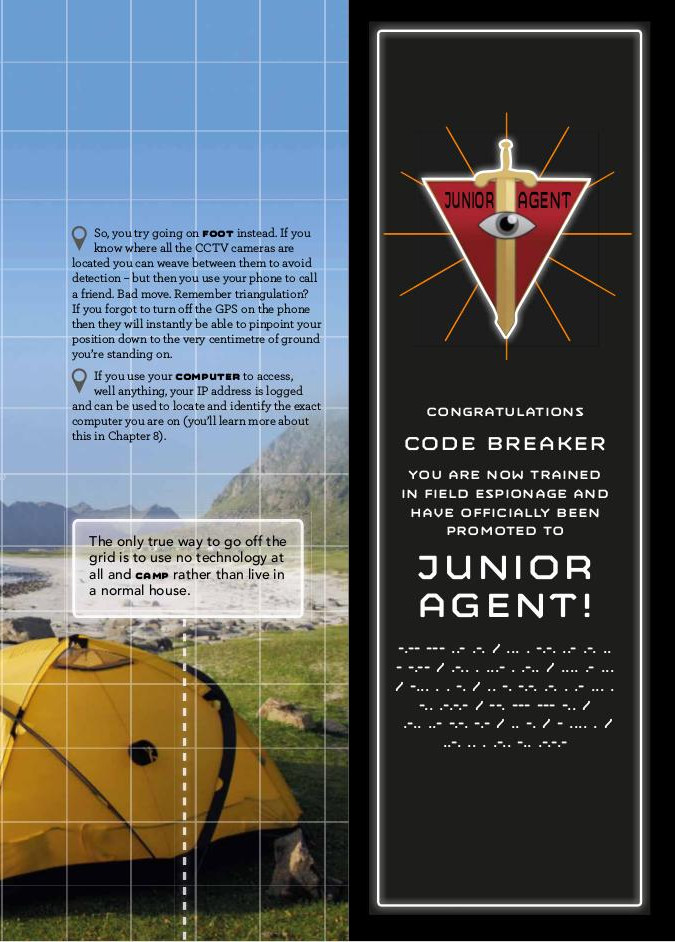 So, you try going on FOOT instead. If you
know where all the CCTV cameras are
located you can weave between them to avoid
detection – but then you use your phone to call
a friend. Bad move. Remember triangulation?
If you forgot to turn off the GPS on the phone
then they will instantly be able to pinpoint your
position down to the very centimetre of ground
you're standing on.
If you use your COMPUTER to access,
well anything, your IP address is logged
and can be used to locate and identify the exact
computer you are on (you'll learn more about
this in Chapter 8).
The only true way to go off the
grid is to use no technology at
all and CAMP rather than live in
a normal house.
JUNIOR AGENT
CONGRATULATIONS
CODE BREAKER
YOU ARE NOW TRAINED
IN FIELD ESPIONAGE AND
HAVE OFFICIALLY BEEN
PROMOTED TO
JUNIOR
AGENT!
-.-- --- ..- .-. / ... . -.-. ..- .-. ..
- -.-- / .-.. . ...- . .-.. / .... .- ...
/ -... . . -. / .. -. -.-. .-. . .- ... .
-.. .-.-.- / --. --- --- -.. /
.-.. ..- -.-. -.- / .. -. / - .... . /
..-. .. . .-.. -.. .-.-.-